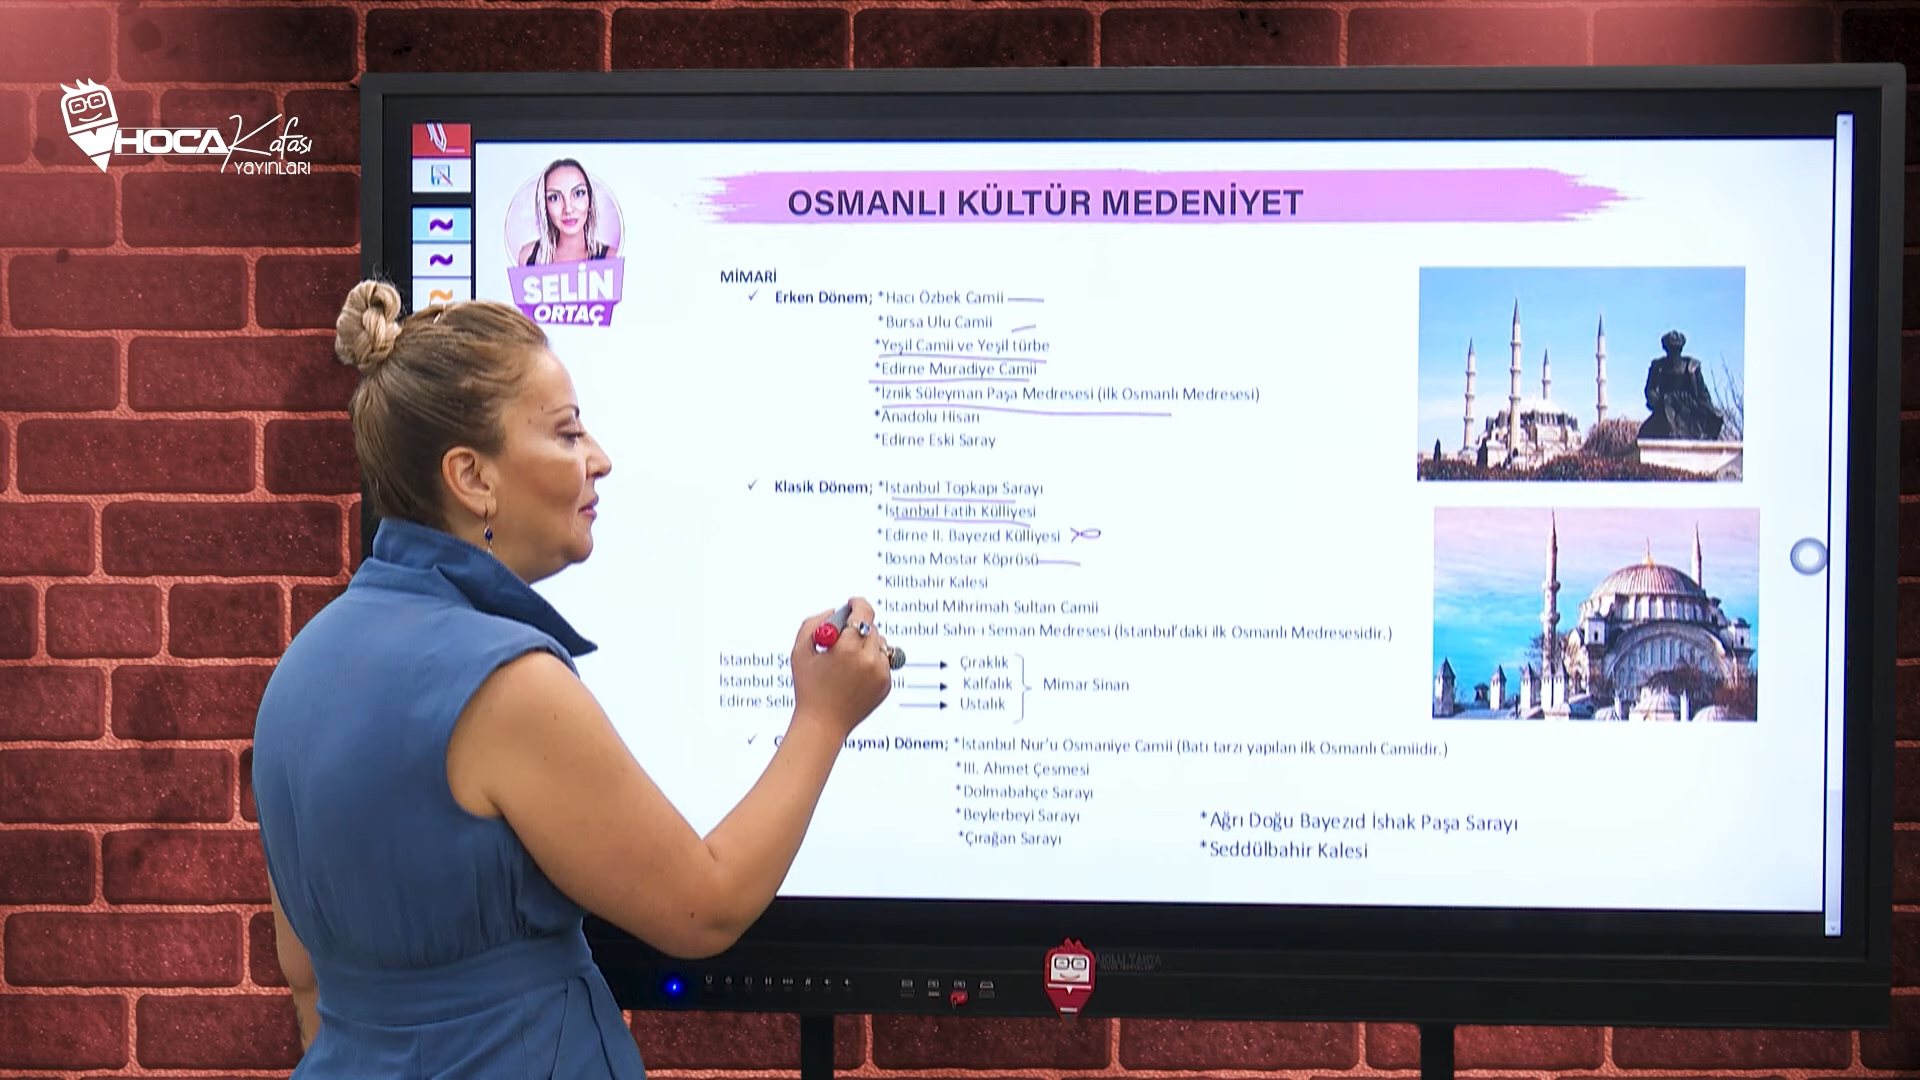 HOCA Kafası
YAYINLARI
OSMANLI KÜLTÜR MEDENİYET
SELİN
ORTAÇ
MİMARİ
✓ Erken Dönem; *Hacı Özbek Camii
*Bursa Ulu Camii
*Yeşil Camii ve Yeşil türbe
*Edirne Muradiye Camii
*İznik Süleyman Paşa Medresesi (ilk Osmanlı Medresesi)
*Anadolu Hisarı
*Edirne Eski Saray
✓ Klasik Dönem; *İstanbul Topkapı Sarayı
*İstanbul Fatih Külliyesi
*Edirne II. Bayezıd Külliyesi
*Bosna Mostar Köprüsü
*Kilitbahir Kalesi
*İstanbul Mihrimah Sultan Camii
*İstanbul Sahn-ı Seman Medresesi (İstanbul'daki ilk Osmanlı Medresesidir.)
İstanbul Çıraklık
İstanbul Kalfalık Mimar Sinan
Edirne Ustalık
✓ Dönem; *İstanbul Nur'u Osmaniye Camii (Batı tarzı yapılan ilk Osmanlı Camiidir.)
*III. Ahmet Çesmesi
*Dolmabahçe Sarayı
*Beylerbeyi Sarayı
*Çırağan Sarayı
*Ağrı Doğu Bayezıd İshak Paşa Sarayı
*Seddülbahir Kalesi